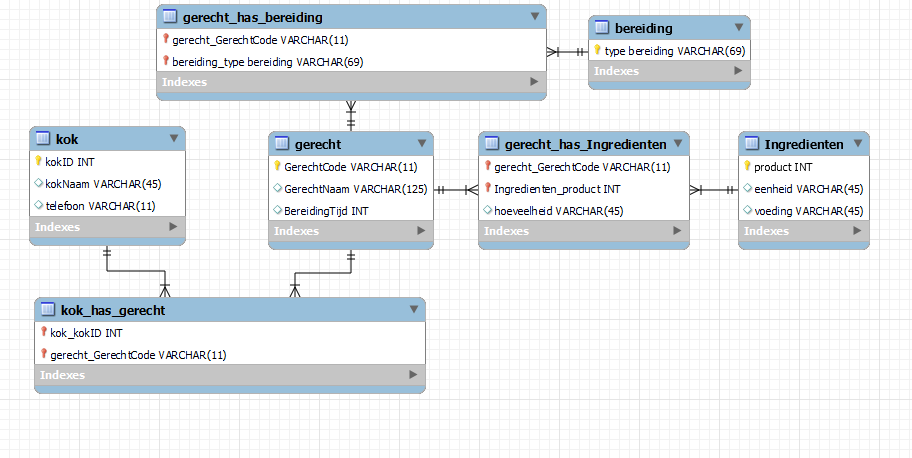 gerecht_has_bereiding
gerecht_GerechtCode VARCHAR(11)
bereiding_type bereiding VARCHAR(69)
Indexes
bereiding
type bereiding VARCHAR(69)
Indexes
kok
kokID INT
kokNaam VARCHAR(45)
telefoon VARCHAR(11)
Indexes
gerecht
GerechtCode VARCHAR(11)
GerechtNaam VARCHAR(125)
BereidingTijd INT
Indexes
gerecht_has_Ingredienten
gerecht_GerechtCode VARCHAR(11)
Ingredienten_product INT
hoeveelheid VARCHAR(45)
Indexes
Ingredienten
product INT
eenheid VARCHAR(45)
voeding VARCHAR(45)
Indexes
kok_has_gerecht
kok_kokID INT
gerecht_GerechtCode VARCHAR(11)
Indexes